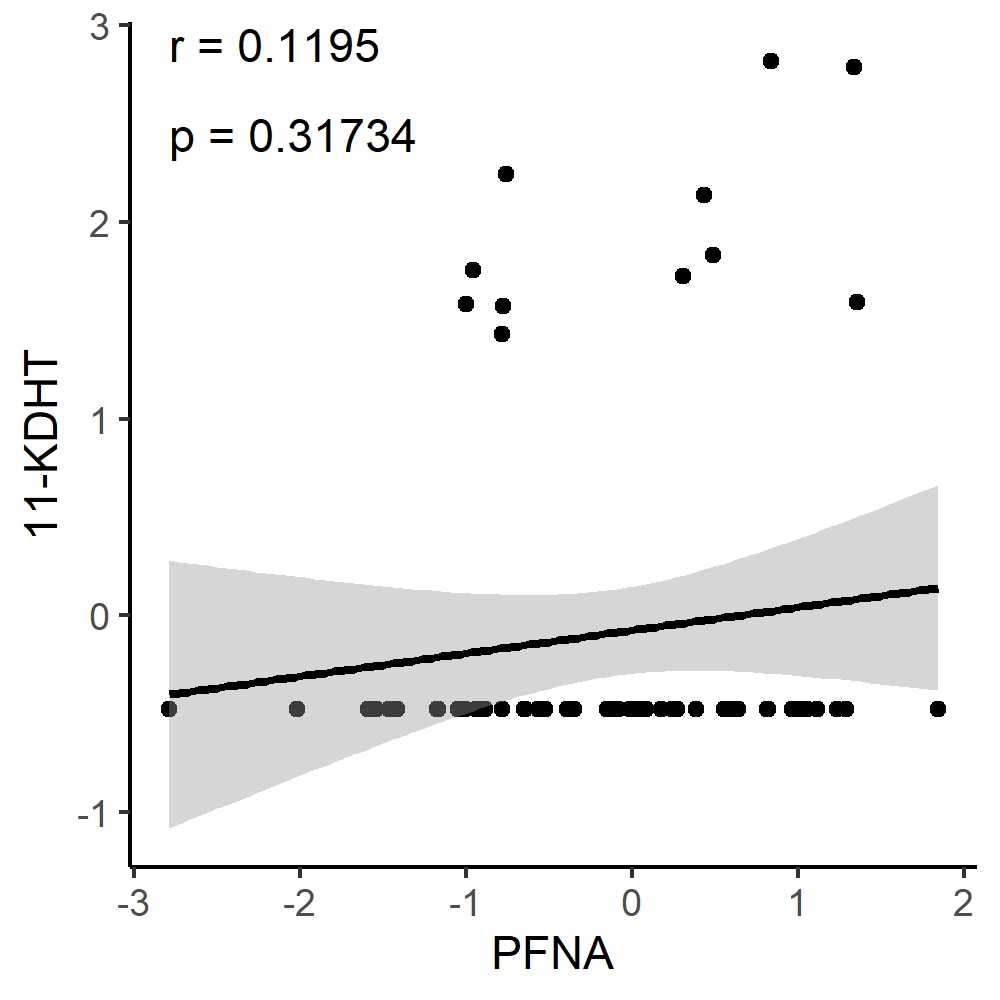 r = 0.1195
p = 0.31734
3
2
1
0
-1
11-KDHT
-3 -2 -1 0 1 2
PFNA